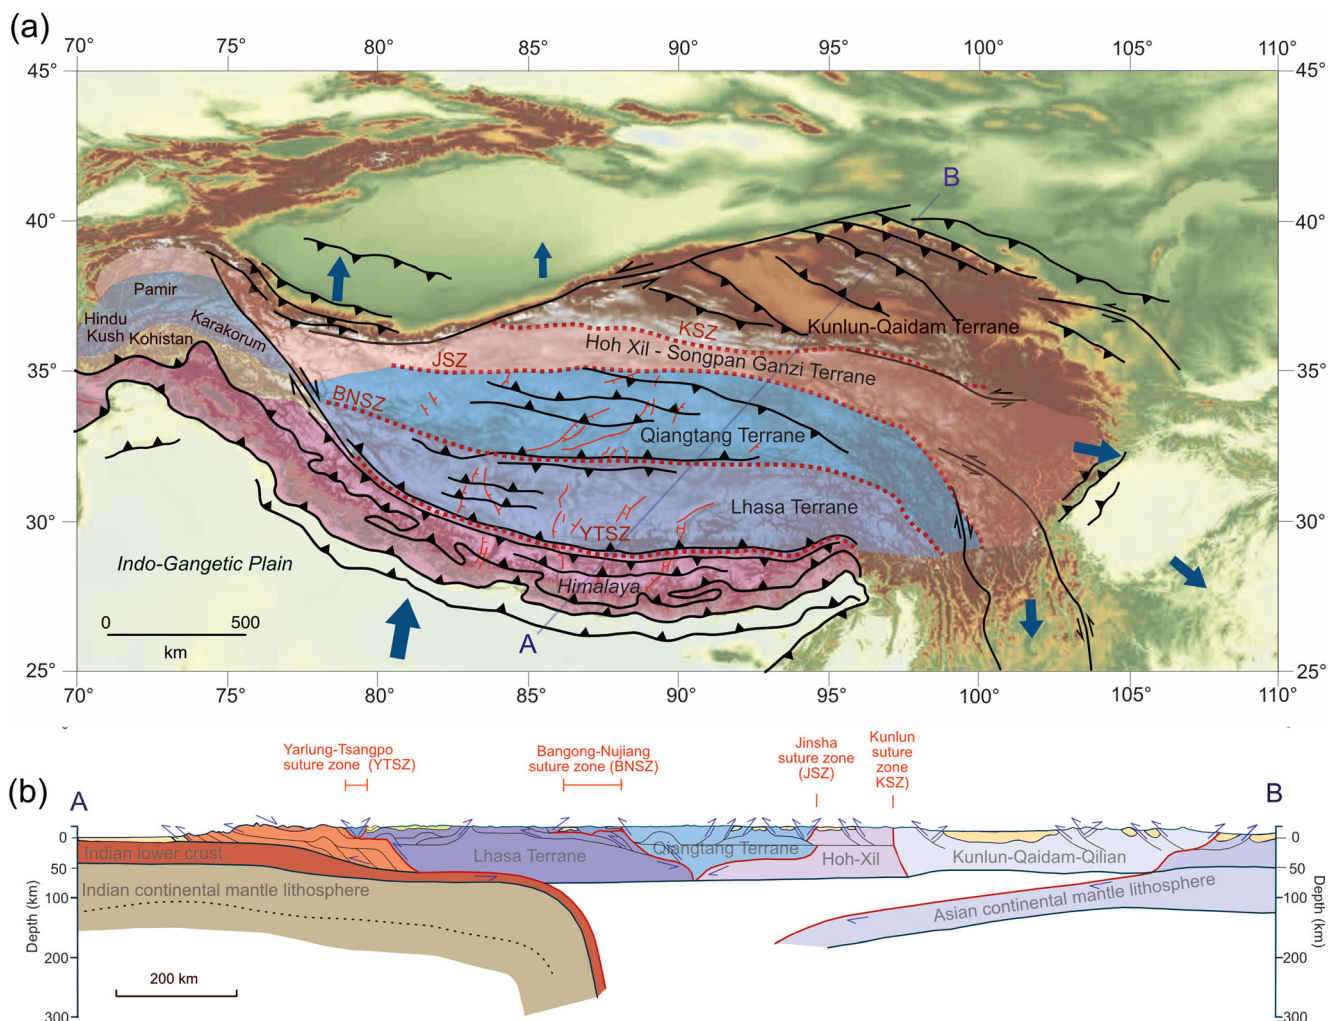 (a)
70° 75° 80° 85° 90° 95° 100° 105° 110°
45° 45°
B
40° 40°
Pamir
Hindu
Kush
Kohistan
Karakorum
KSZ
Kunlun-Qaidam Terrane
Hoh Xil - Songpan Ganzi Terrane
JSZ
35° 35°
BNSZ
Qiangtang Terrane
Lhasa Terrane
30° 30°
YTSZ
Indo-Gangetic Plain
Himalaya
0 500
km
A
25° 25°
70° 75° 80° 85° 90° 95° 100° 105° 110°
Yarlung-Tsangpo
suture zone (YTSZ)
Bangong-Nujiang
suture zone (BNSZ)
Jinsha
suture zone
(JSZ)
Kunlun
suture
zone
KSZ)
(b)
A B
0 0
Indian lower crust
Lhasa Terrane
Qiangtang Terrane
Hoh-Xil
Kunlun-Qaidam-Qilian
50 50
Indian continental mantle lithosphere
Asian continental mantle lithosphere
100 100
Depth (km) Depth (km)
200 200
200 km
300 300